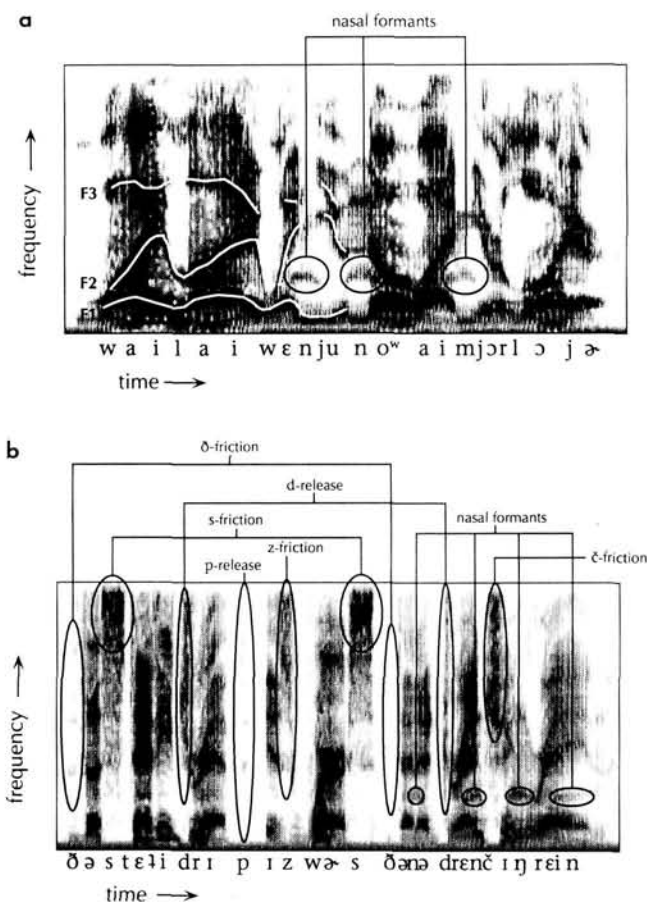 a
nasal formants
frequency →
F3
F2
F1
w a i l a i w ɛ n j u n oʷ a i m j ɔ r l ɔ j ɚ
time →
b
ð-friction
d-release
s-friction
nasal formants
z-friction
č-friction
p-release
frequency →
ð ə s t ɛ ɬ i d r ɪ p ɪ z w ɚ s ð ə n ə d r ɛ n č ɪ ŋ r ɛ i n
time →